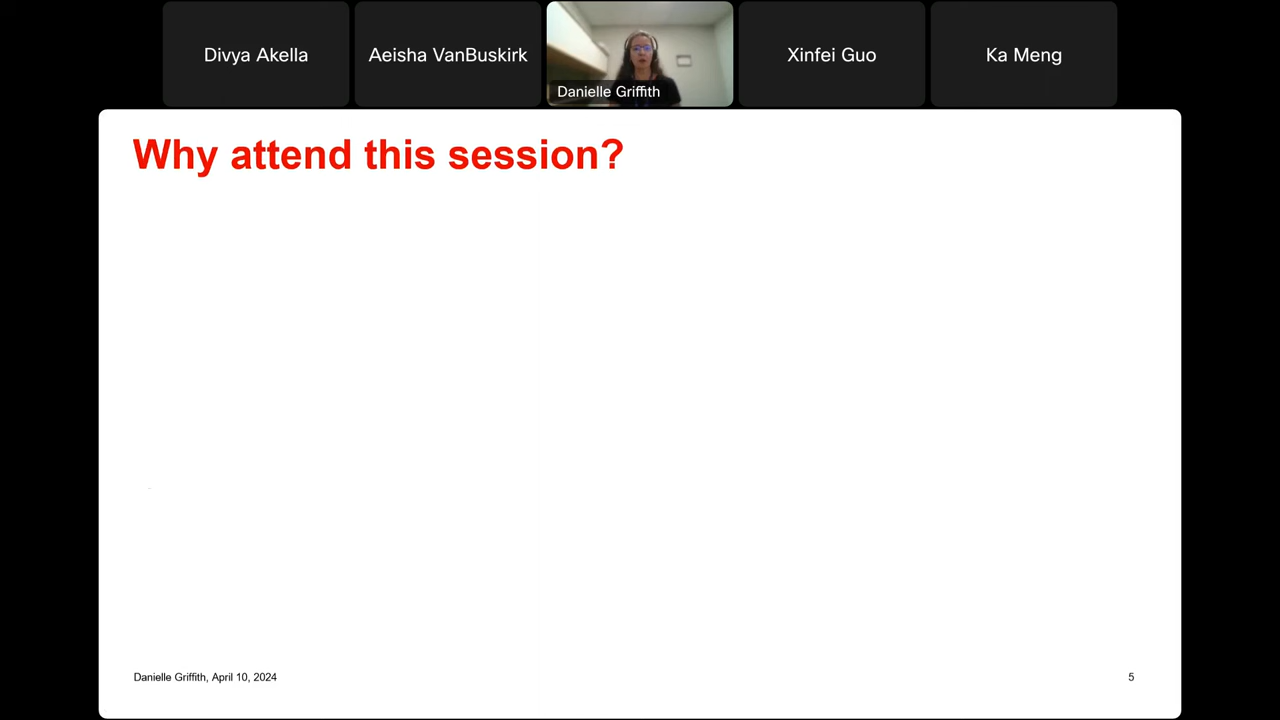 Divya Akella
Aeisha VanBuskirk
Danielle Griffith
Xinfei Guo
Ka Meng
Why attend this session?
Danielle Griffith, April 10, 2024
5